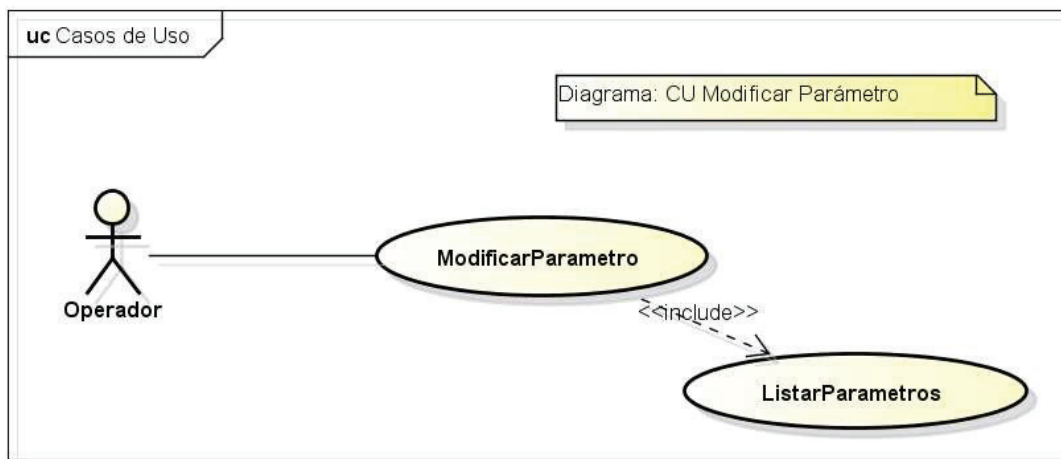 uc Casos de Uso
Diagrama: CU Modificar Parámetro
ModificarParametro
Operador
<<include>>
ListarParametros